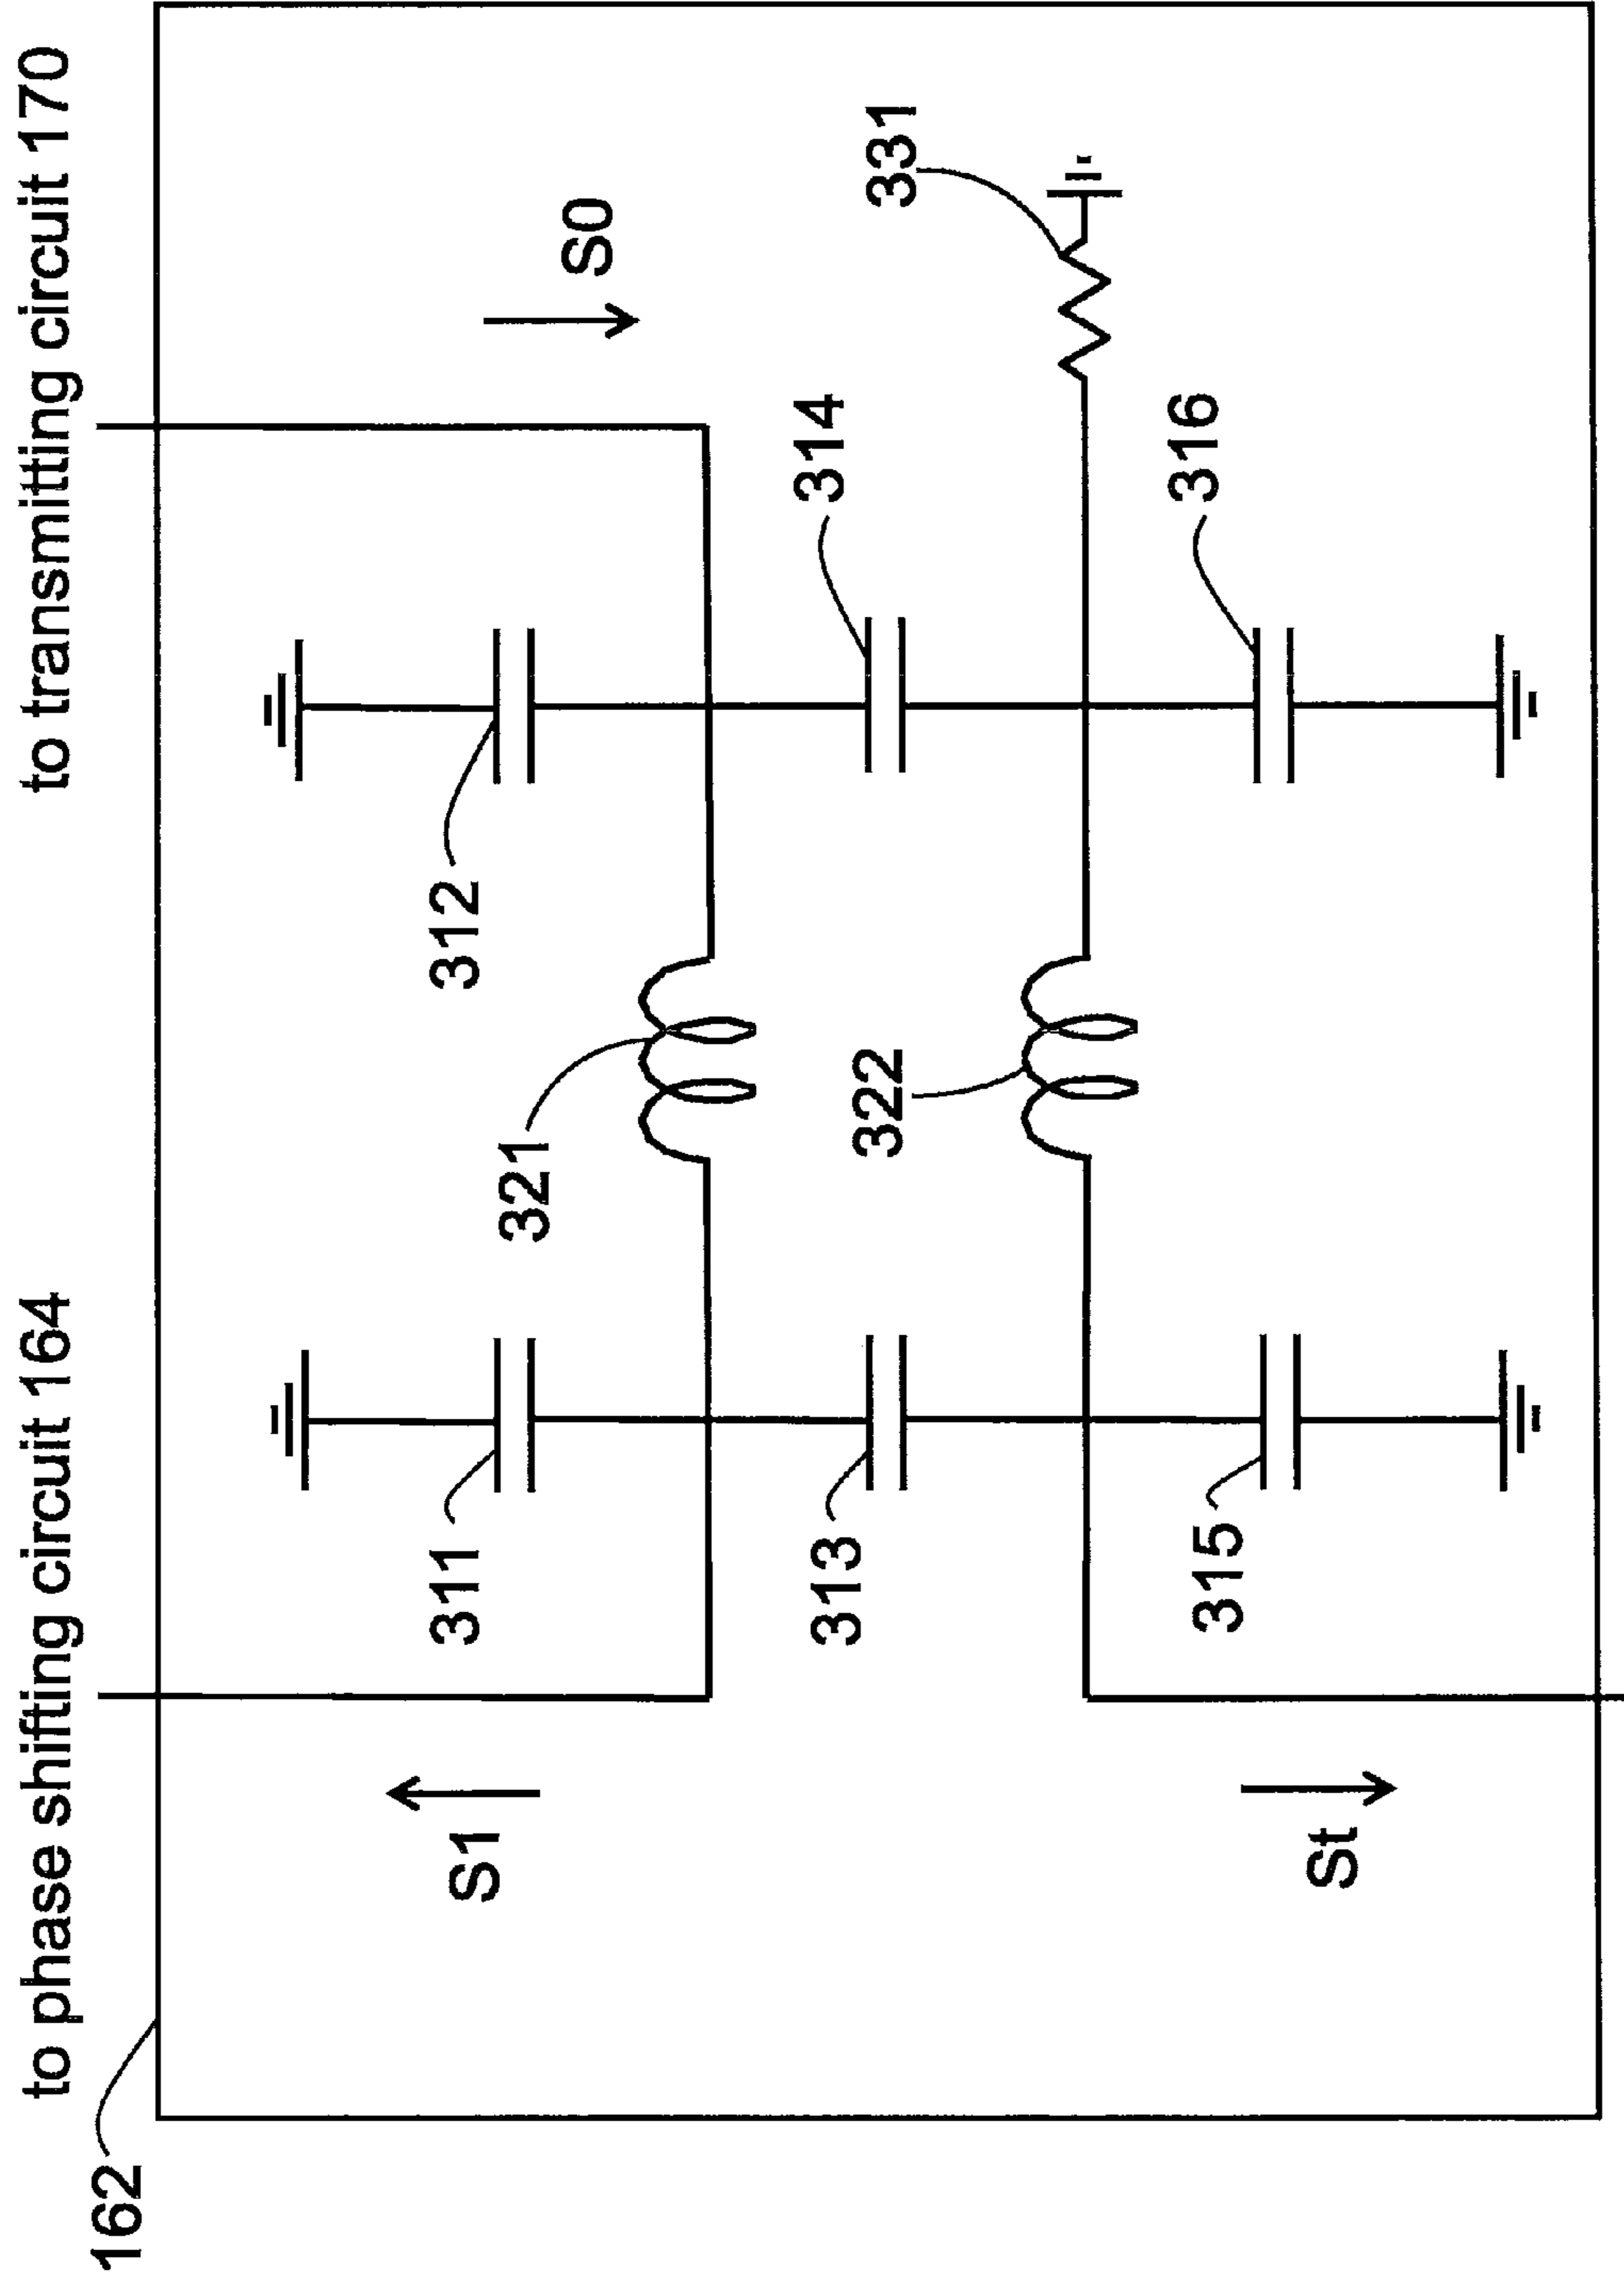 to phase shifting circuit 164
to transmitting circuit 170
162
S1
S0
311
312
321
313
314
322
331
315
316
St